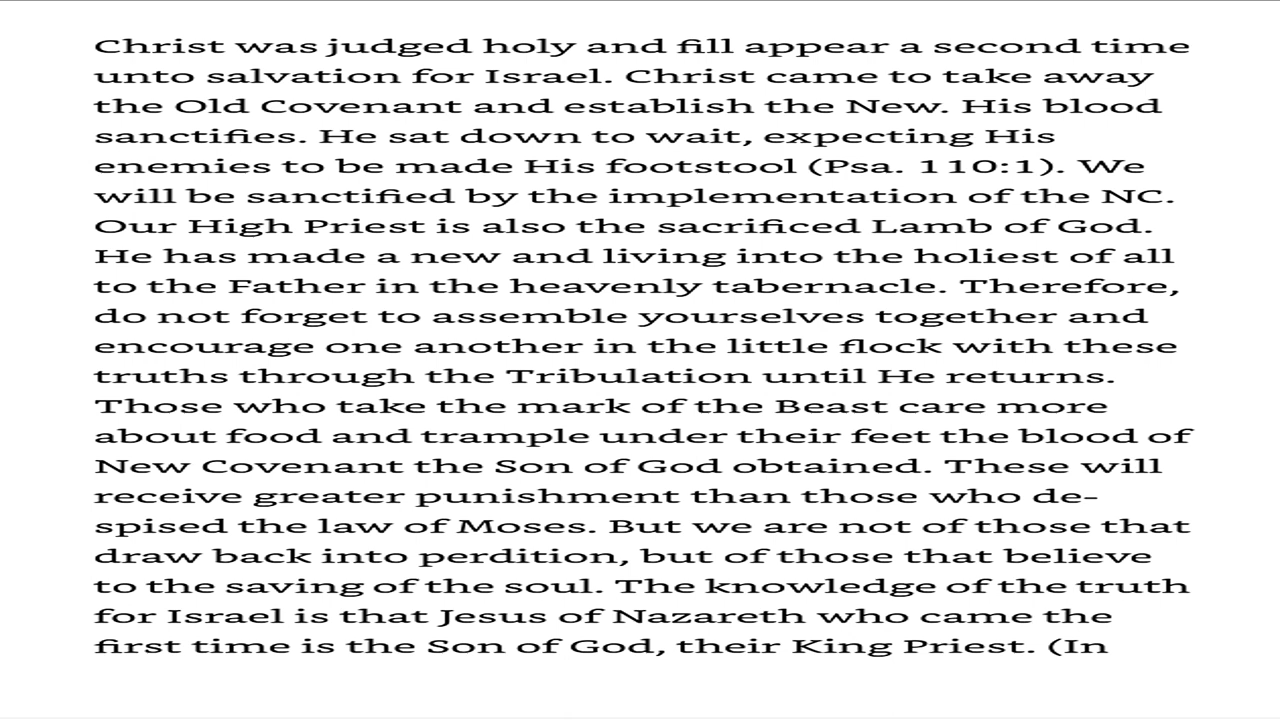 Christ was judged holy and fill appear a second time
unto salvation for Israel. Christ came to take away
the Old Covenant and establish the New. His blood
sanctifies. He sat down to wait, expecting His
enemies to be made His footstool (Psa. 110:1). We
will be sanctified by the implementation of the NC.
Our High Priest is also the sacrificed Lamb of God.
He has made a new and living into the holiest of all
to the Father in the heavenly tabernacle. Therefore,
do not forget to assemble yourselves together and
encourage one another in the little flock with these
truths through the Tribulation until He returns.
Those who take the mark of the Beast care more
about food and trample under their feet the blood of
New Covenant the Son of God obtained. These will
receive greater punishment than those who de-
spised the law of Moses. But we are not of those that
draw back into perdition, but of those that believe
to the saving of the soul. The knowledge of the truth
for Israel is that Jesus of Nazareth who came the
first time is the Son of God, their King Priest. (In